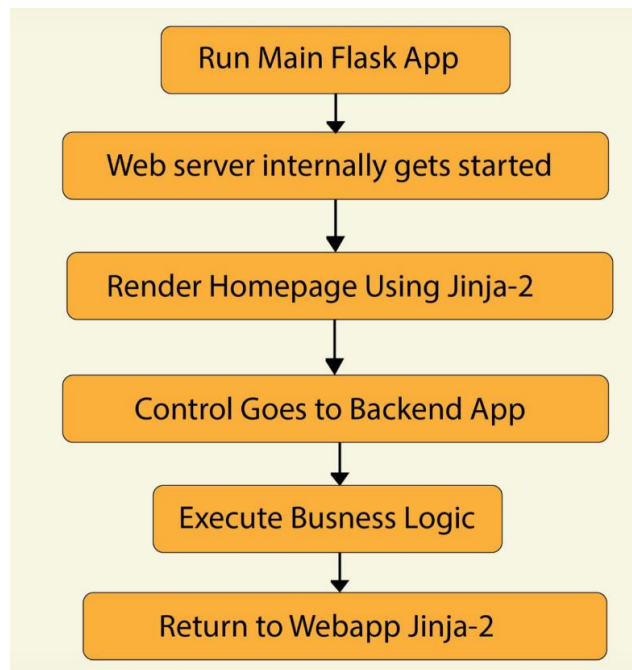 Run Main Flask App
Web server internally gets started
Render Homepage Using Jinja-2
Control Goes to Backend App
Execute Busness Logic
Return to Webapp Jinja-2